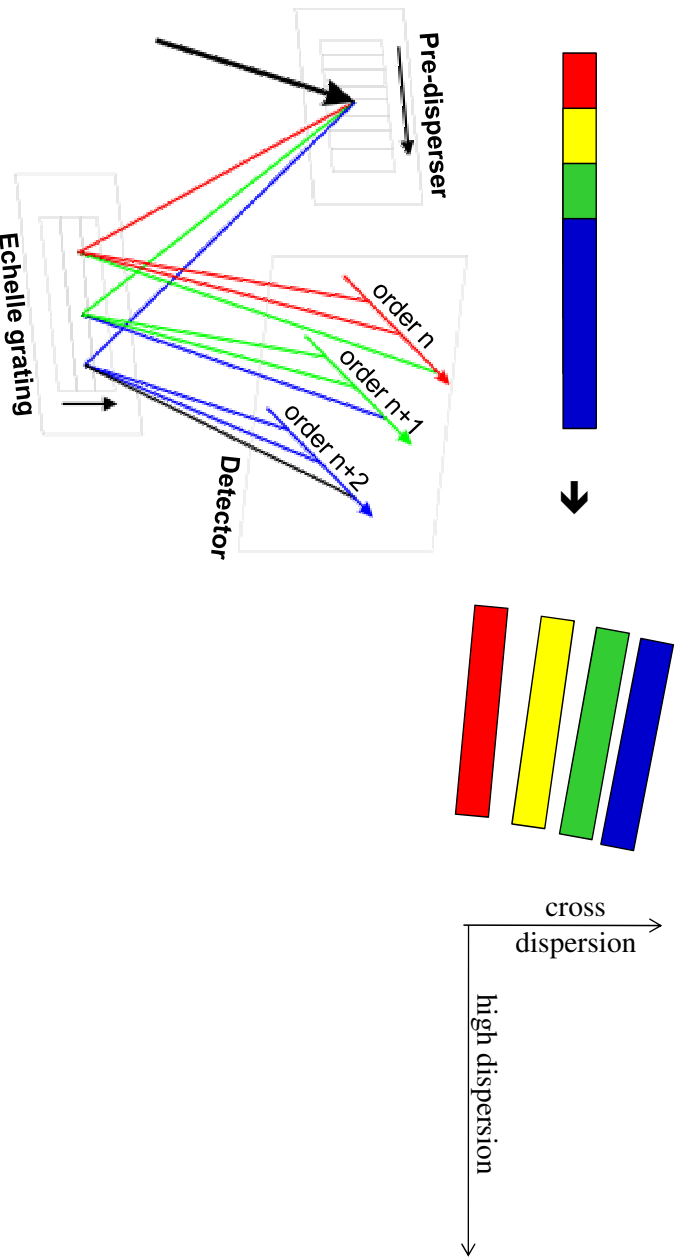 Pre-disperser
order n
order n+1
order n+2
Echelle grating
Detector
cross
dispersion
high dispersion